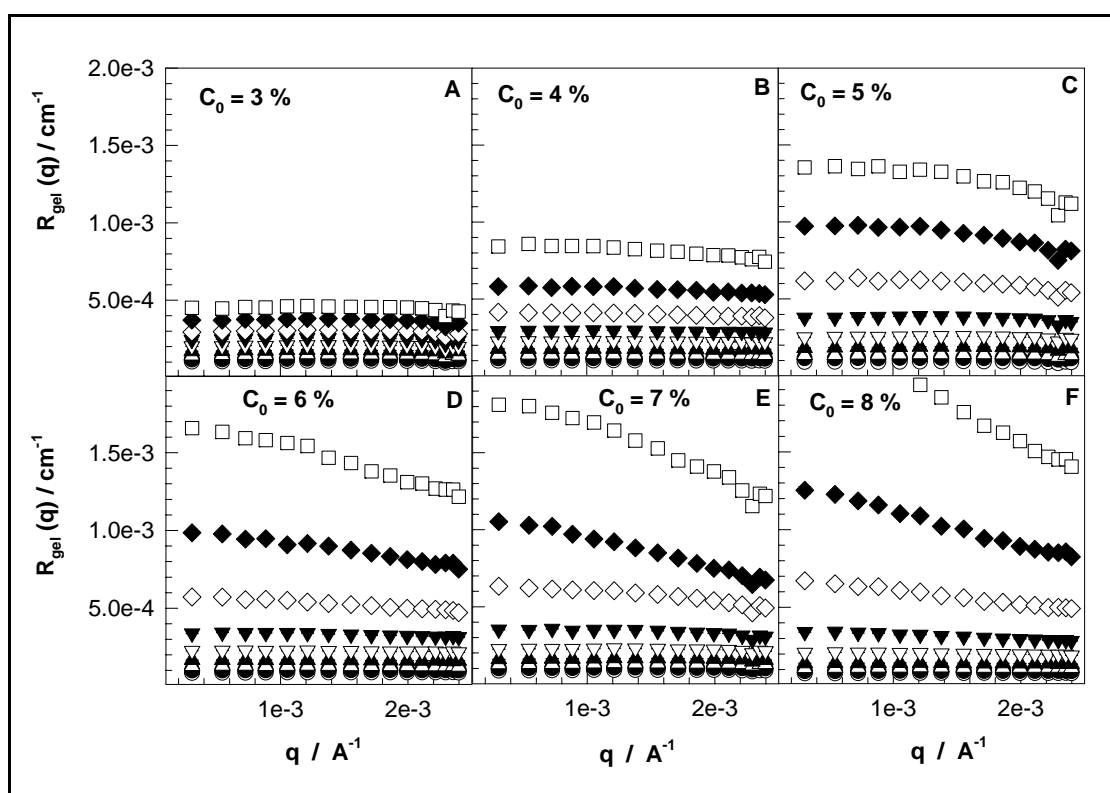 2.0e-3
C0 = 3 %
A
C0 = 4 %
B
C0 = 5 %
C
1.5e-3
1.0e-3
5.0e-4
Rgel (q) / cm-1
C0 = 6 %
D
C0 = 7 %
E
C0 = 8 %
F
1.5e-3
1.0e-3
5.0e-4
Rgel (q) / cm-1
1e-3 2e-3 1e-3 2e-3 1e-3 2e-3
q / A-1 q / A-1 q / A-1